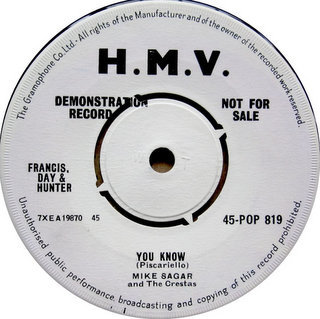 The Gramophone Co. Ltd.- All rights of the Manufacturer and of the owner of the recorded work reserved.
H.M.V.
DEMONSTRATION RECORD
NOT FOR SALE
FRANCIS, DAY & HUNTER
7XEA19870 45
45-POP 819
YOU KNOW
(Piscariello)
MIKE SAGAR
and The Crestas
Unauthorised public performance, broadcasting and copying of this record prohibited.